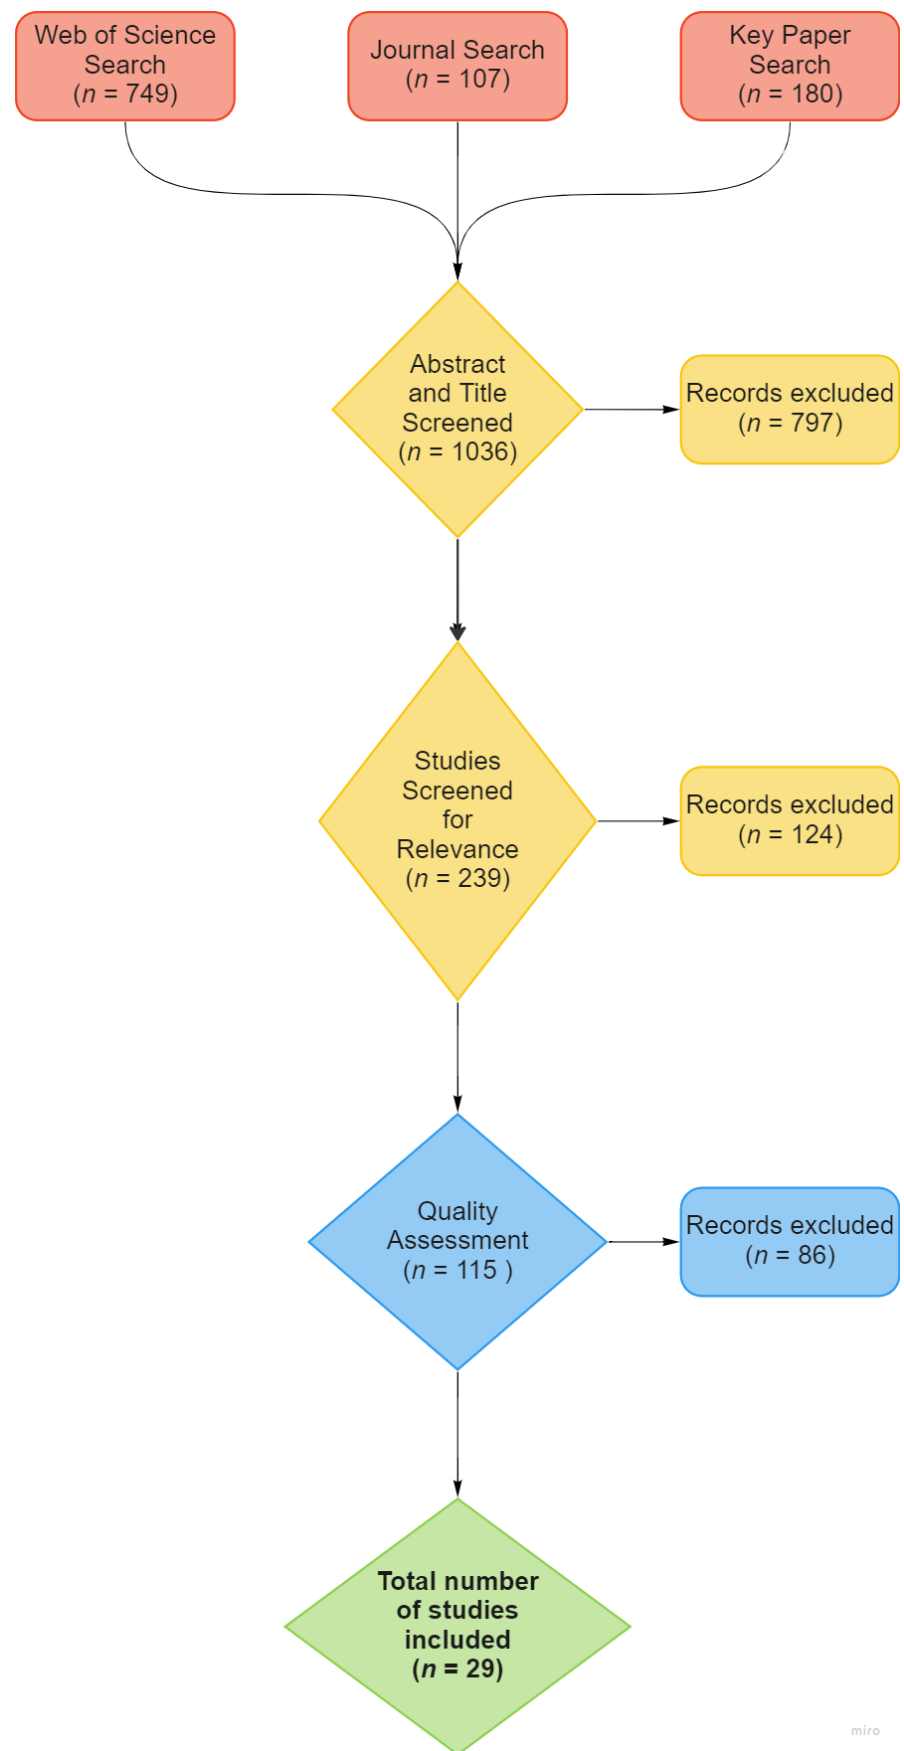 Web of Science
Search
(n = 749)
Journal Search
(n = 107)
Key Paper
Search
(n = 180)
Abstract
and Title
Screened
(n = 1036)
Records excluded
(n = 797)
Studies
Screened
for
Relevance
(n = 239)
Records excluded
(n = 124)
Quality
Assessment
(n = 115 )
Records excluded
(n = 86)
Total number
of studies
included
(n = 29)
miro